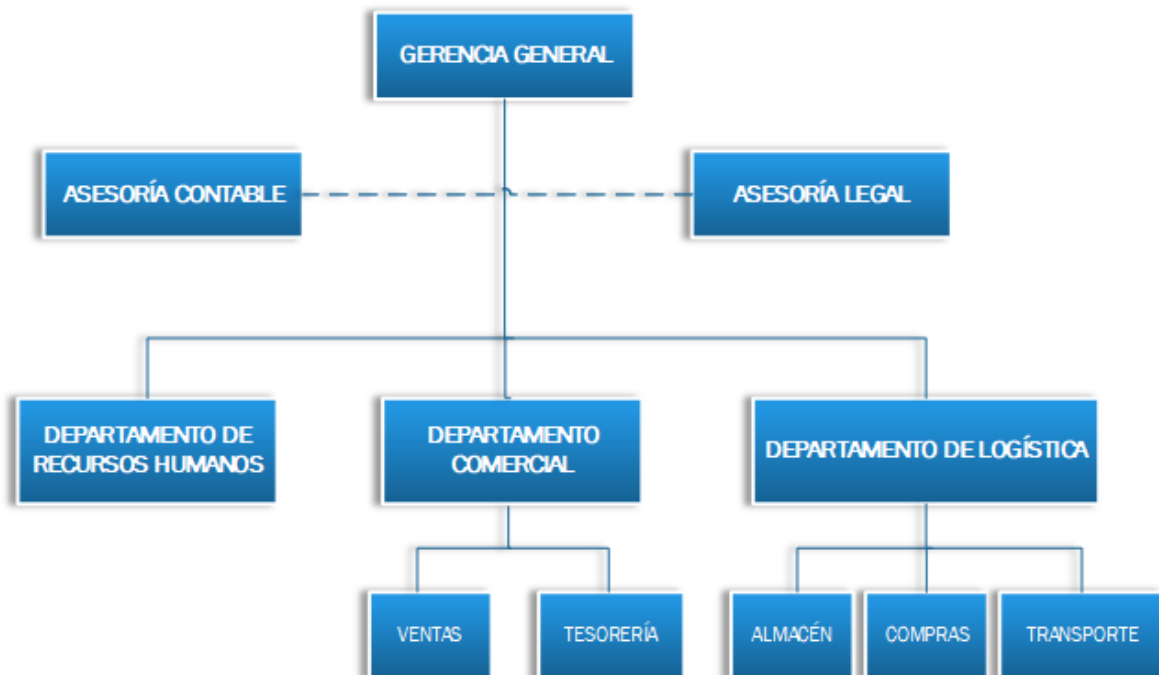 GERENCIA GENERAL
ASESORÍA CONTABLE
ASESORÍA LEGAL
DEPARTAMENTO DE
RECURSOS HUMANOS
DEPARTAMENTO
COMERCIAL
DEPARTAMENTO DE LOGÍSTICA
VENTAS
TESORERÍA
ALMACÉN
COMPRAS
TRANSPORTE